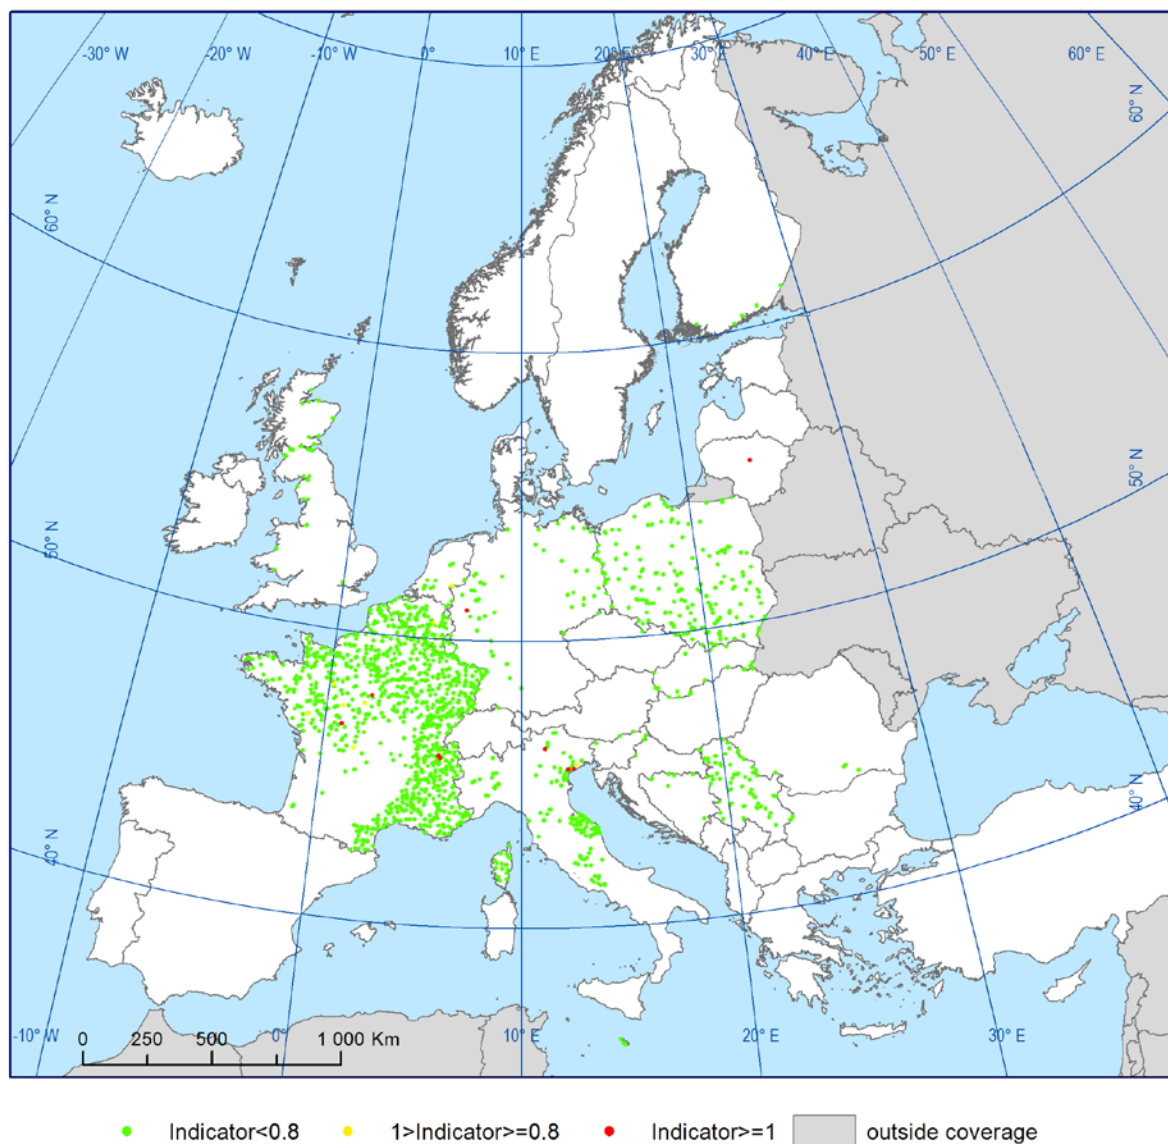 -30° W -20° W -10° W 0° 10° E 20° E 30° E 40° E 50° E 60° E
60° N
60° N
50° N
50° N
40° N
40° N
-10° W 0° 10° E 20° E 30° E
0 250 500 1 000 Km
Indicator<0.8 1>Indicator>=0.8 Indicator>=1 outside coverage